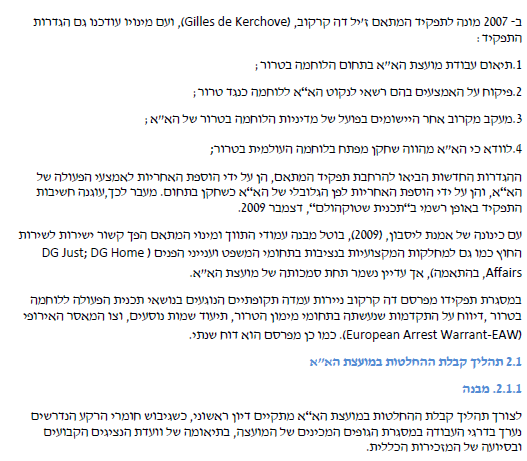 ב- 2007 מונה לתפקיד המתאם ז'יל דה קרקוב, (Gilles de Kerchove), ועם מינויו עודכנו גם הגדרות
התפקיד:
1.תיאום עבודת מועצת הא"א בתחום הלוחמה בטרור;
2.פיקוח על האמצעים בהם רשאי לנקוט הא"א ללוחמה כנגד טרור;
3.מעקב מקרוב אחר היישומים בפועל של מדיניות הלוחמה בטרור של הא"א;
4.לוודא כי הא"א מהווה שחקן מפתח בלוחמה העולמית בטרור;
ההגדרות החדשות הביאו להרחבת תפקיד המתאם, הן על ידי הוספת האחריות לאמצעי הפעולה של
הא"א, והן על ידי הוספת האחריות לפן הגלובלי של הא"א כשחקן בתחום. מעבר לכך,עוגנה חשיבות
התפקיד באופן רשמי ב"תכנית שטוקהולם", דצמבר 2009.
עם כינונה של אמנת ליסבון, (2009), בוטל מבנה עמודי התווך ומינוי המתאם הפך קשור ישירות לשירות
החוץ כמו גם למחלקות המקצועיות בנציבות בתחומי המשפט וענייני הפנים ( DG Just; DG Home
Affairs, בהתאמה), אך עדיין נשמר תחת סמכותה של מועצת הא"א.
במסגרת תפקידו מפרסם דה קרקוב ניירות עמדה תקופתיים הנוגעים בנושאי תכנית הפעולה ללוחמה
בטרור ,דיווח על התקדמות שנעשתה בתחומי מימון הטרור, תיעוד שמות נוסעים, וצו המאסר האירופי
(European Arrest Warrant-EAW). כמו כן מפרסם הוא דוח שנתי.
2.1 תהליך קבלת ההחלטות במועצת הא"א
2.1.1. מבנה
לצורך תהליך קבלת ההחלטות במועצת הא"א מתקיים דיון ראשוני, כשגיבוש חומרי הרקע הנדרשים
נערך בדרגי העבודה במסגרת הגופים המכינים של המועצה, בתיאומה של וועדת הנציגים הקבועים
ובסיועה של המזכירות הכללית.